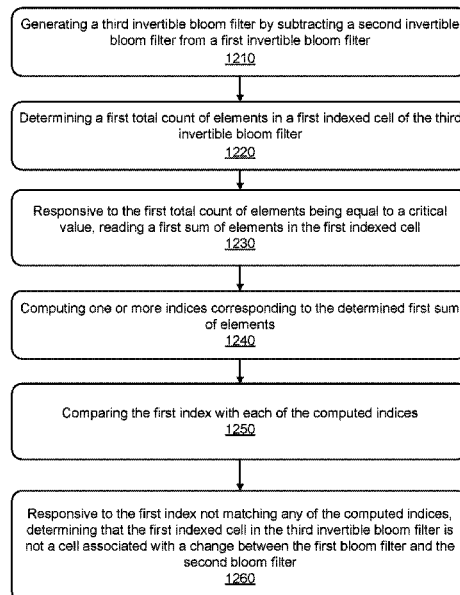 Generating a third invertible bloom filter by subtracting a second invertible
bloom filter from a first invertible bloom filter
1210
Determining a first total count of elements in a first indexed cell of the third
invertible bloom filter
1220
Responsive to the first total count of elements being equal to a critical
value, reading a first sum of elements in the first indexed cell
1230
Computing one or more indices corresponding to the determined first sum
of elements
1240
Comparing the first index with each of the computed indices
1250
Responsive to the first index not matching any of the computed indices,
determining that the first indexed cell in the third invertible bloom filter is
not a cell associated with a change between the first bloom filter and the
second bloom filter
1260